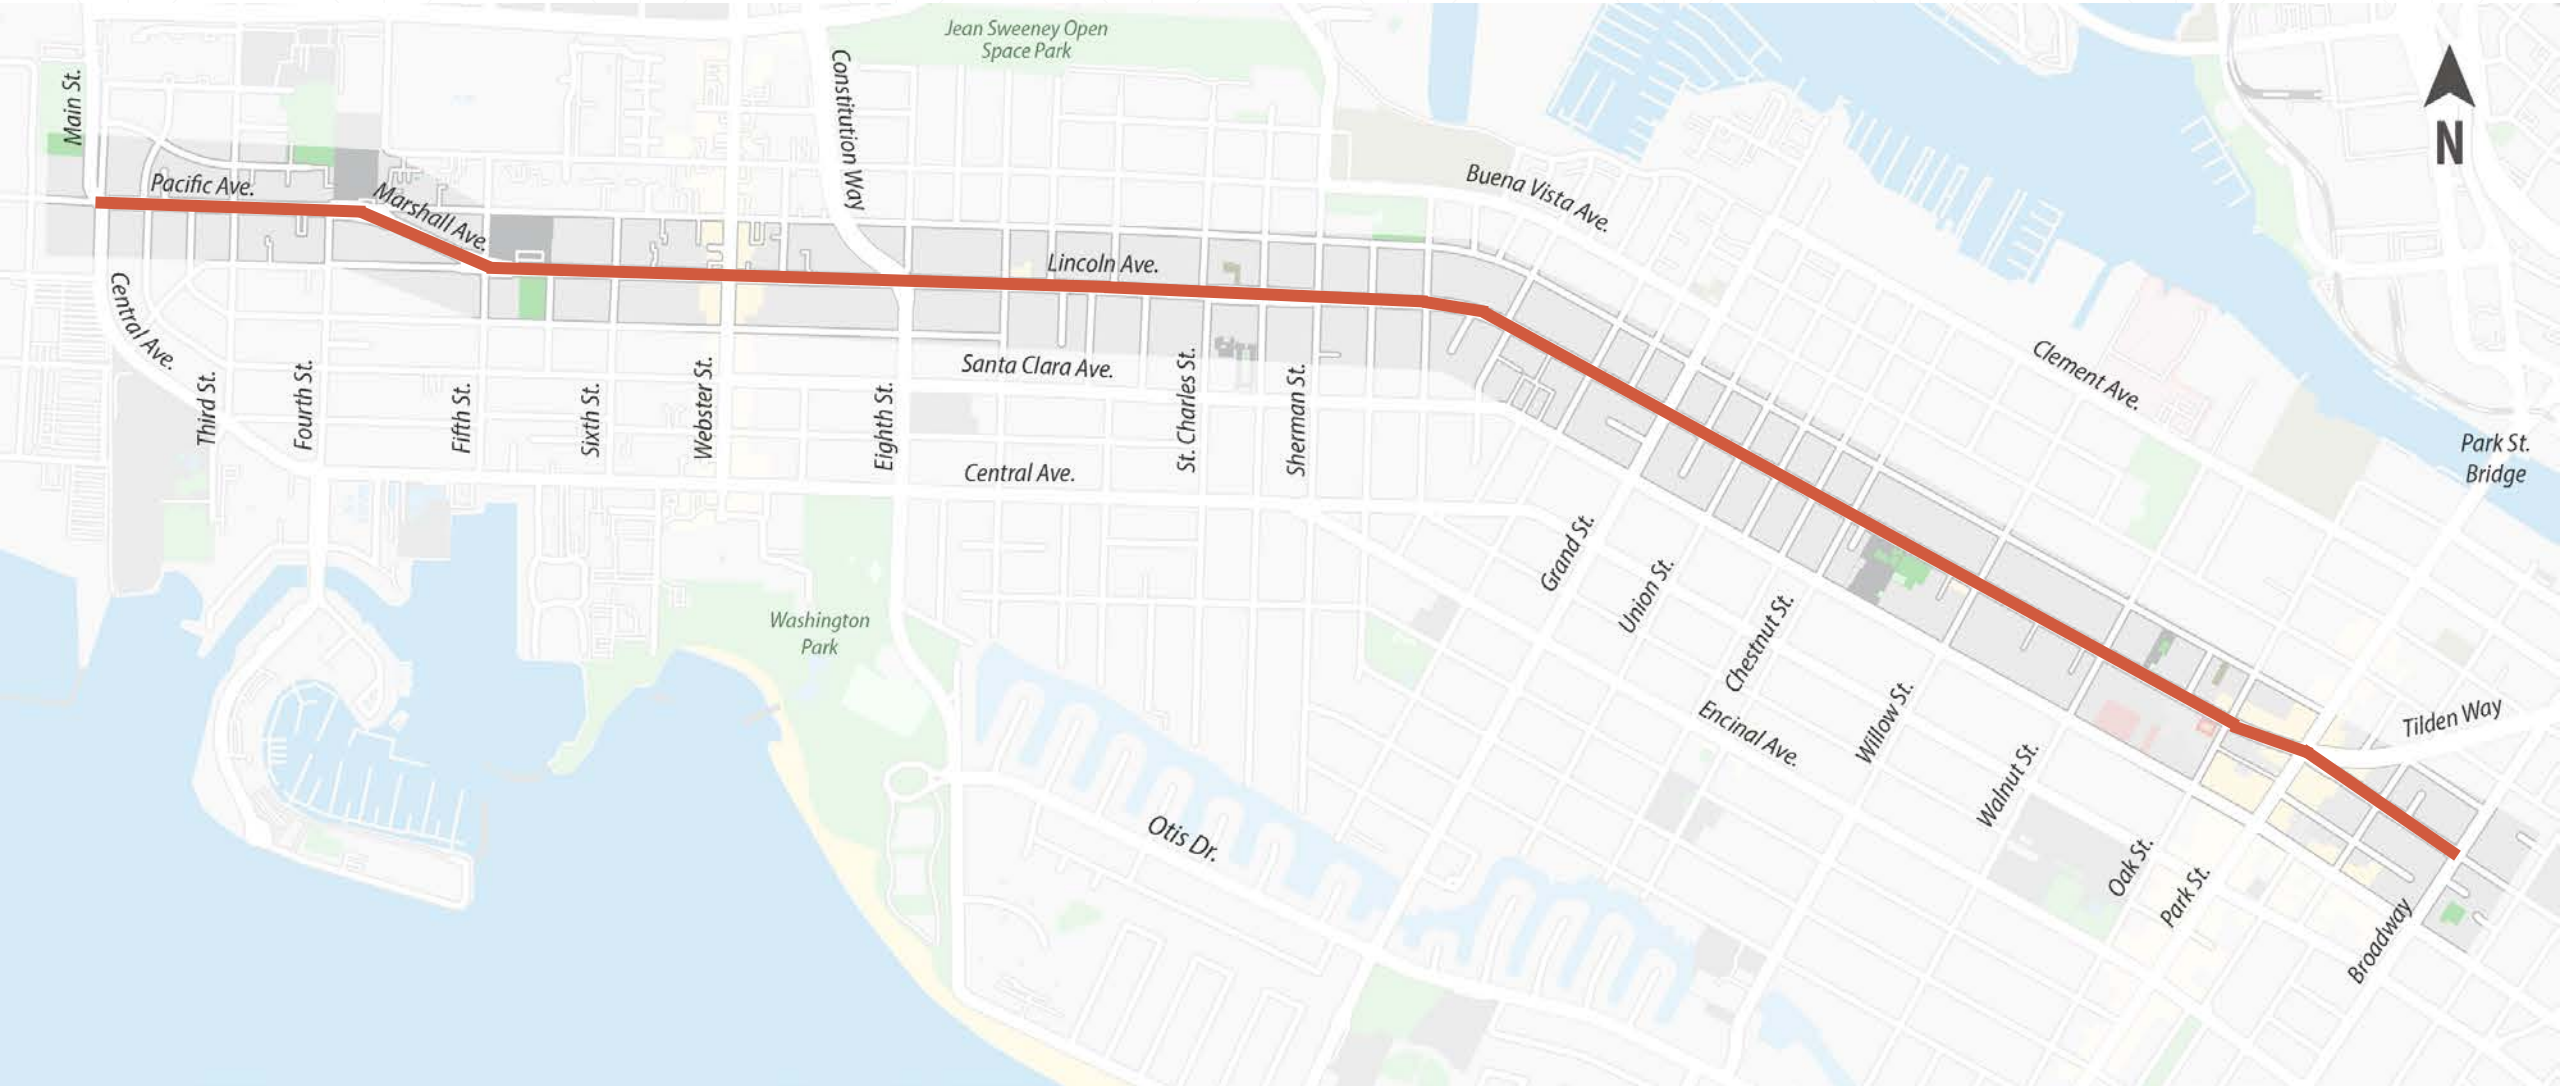 Jean Sweeney Open
Space Park
Main St.
Constitution Way
N
Pacific Ave.
Marshall Ave.
Buena Vista Ave.
Lincoln Ave.
Central Ave.
Santa Clara Ave.
Clement Ave.
Third St.
Fourth St.
Fifth St.
Sixth St.
Webster St.
Eighth St.
St. Charles St.
Sherman St.
Central Ave.
Park St.
Bridge
Grand St.
Union St.
Chestnut St.
Washington
Park
Encinal Ave.
Willow St.
Walnut St.
Tilden Way
Otis Dr.
Oak St.
Park St.
Broadway